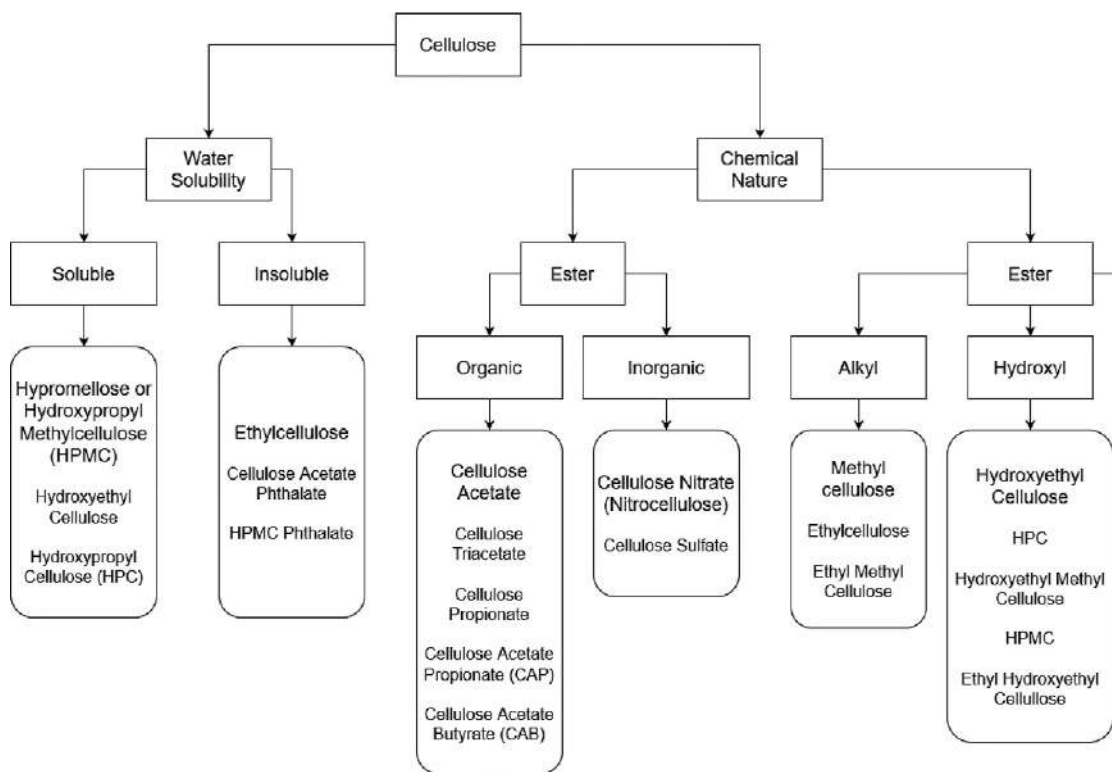 Cellulose
Water
Solubility
Chemical
Nature
Soluble
Insoluble
Ester
Ester
Organic
Inorganic
Alkyl
Hydroxyl
Hypromellose or
Hydroxypropyl
Methylcellulose
(HPMC)
Hydroxyethyl
Cellulose
Hydroxypropyl
Cellulose (HPC)
Ethylcellulose
Cellulose Acetate
Phthalate
HPMC Phthalate
Cellulose
Acetate
Cellulose
Triacetate
Cellulose
Propionate
Cellulose Acetate
Propionate (CAP)
Cellulose Acetate
Butyrate (CAB)
Cellulose Nitrate
(Nitrocellulose)
Cellulose Sulfate
Methyl
cellulose
Ethylcellulose
Ethyl Methyl
Cellulose
Hydroxyethyl
Cellulose
HPC
Hydroxyethyl Methyl
Cellulose
HPMC
Ethyl Hydroxyethyl
Cellullose